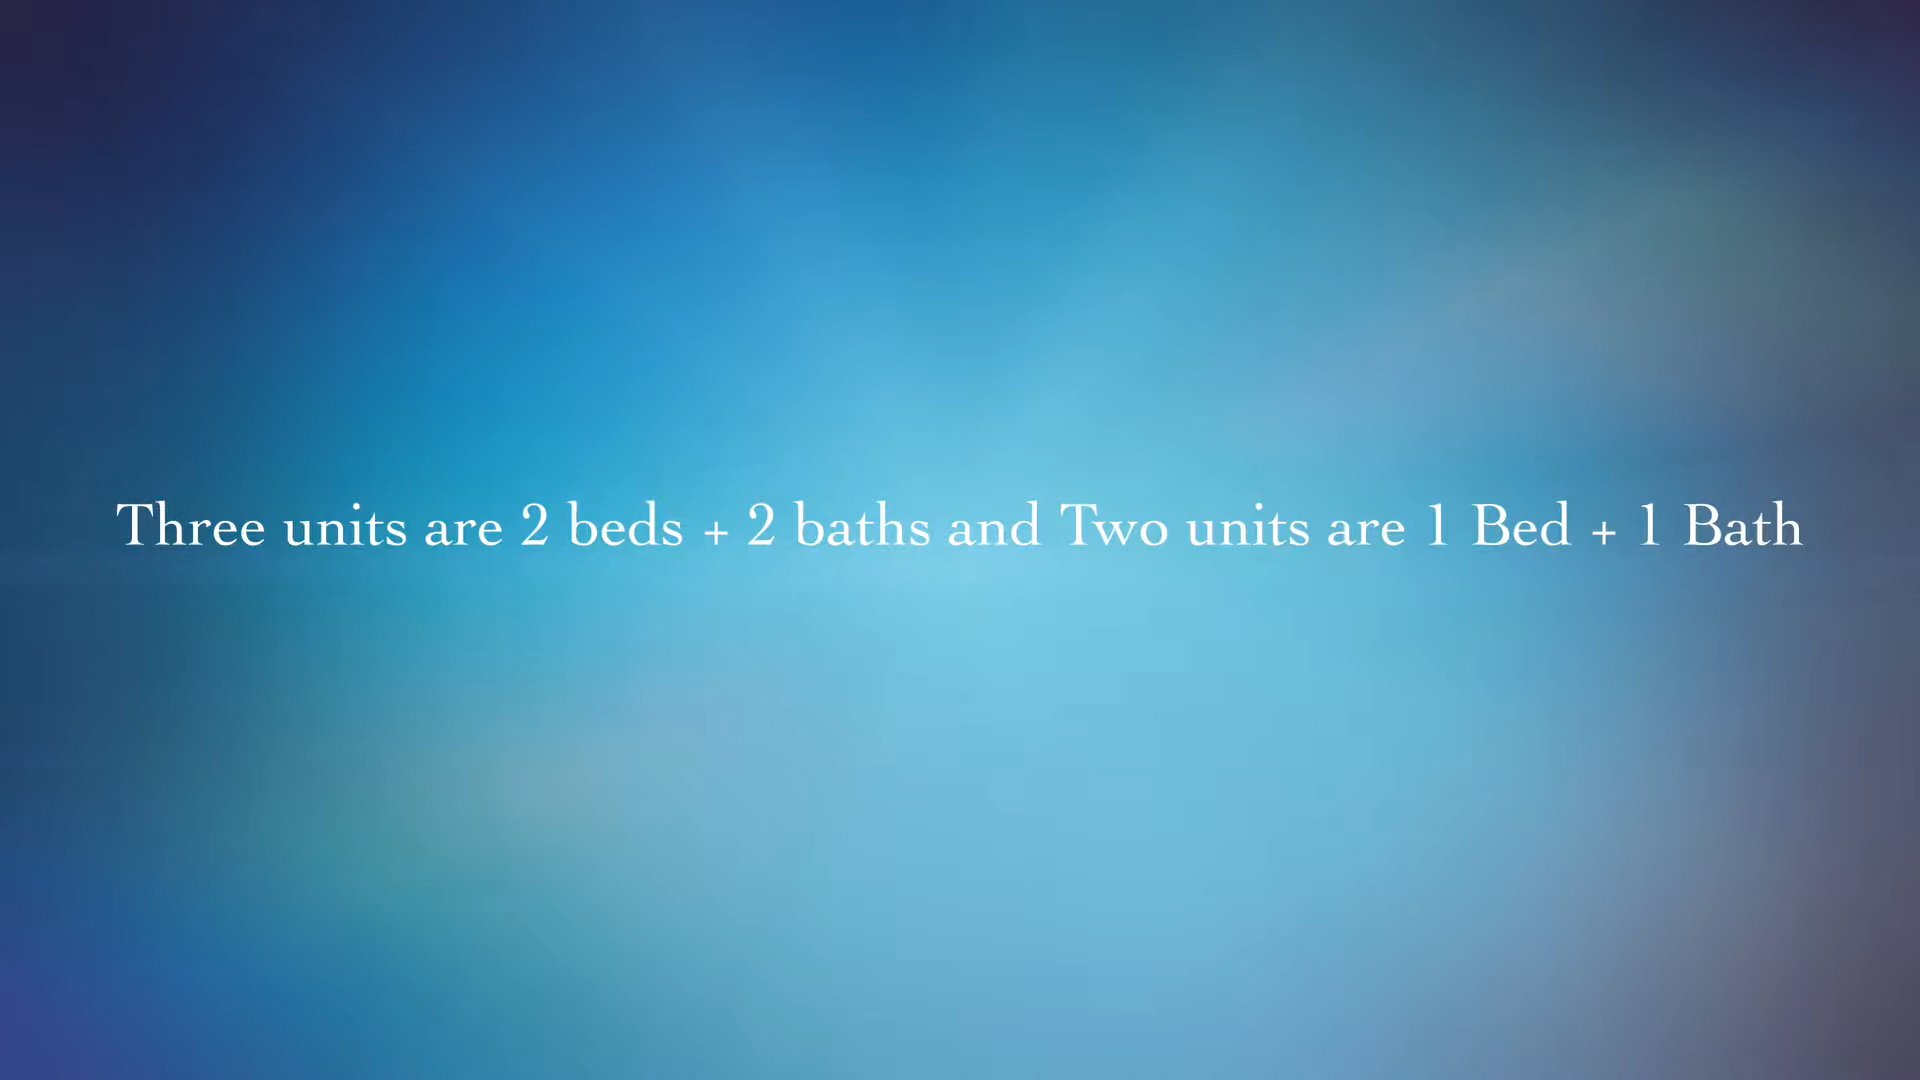 Three units are 2 beds + 2 baths and Two units are 1 Bed + 1 Bath